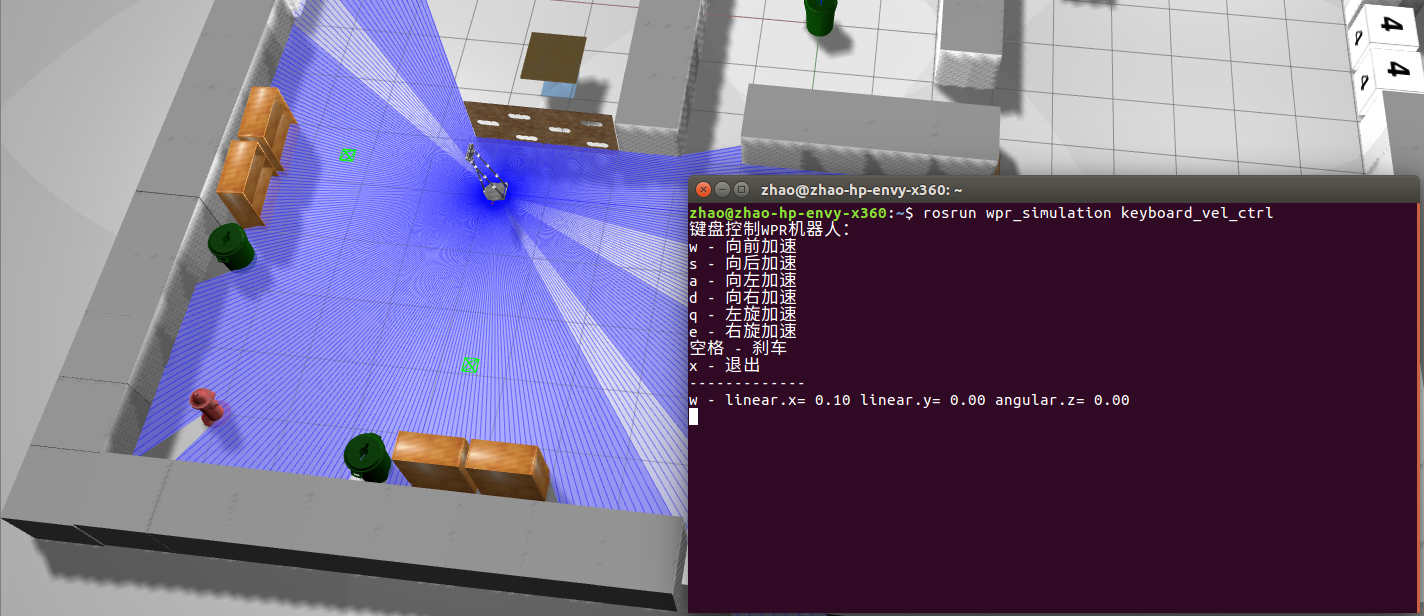 4
4
zhao@zhao-hp-envy-x360: ~
zhao@zhao-hp-envy-x360:~$ rosrun wpr_simulation keyboard_vel_ctrl
键盘控制WPR机器人：
w - 向前加速
s - 向后加速
a - 向左加速
d - 向右加速
q - 左旋加速
e - 右旋加速
空格 - 刹车
x - 退出
-------------
w - linear.x= 0.10 linear.y= 0.00 angular.z= 0.00